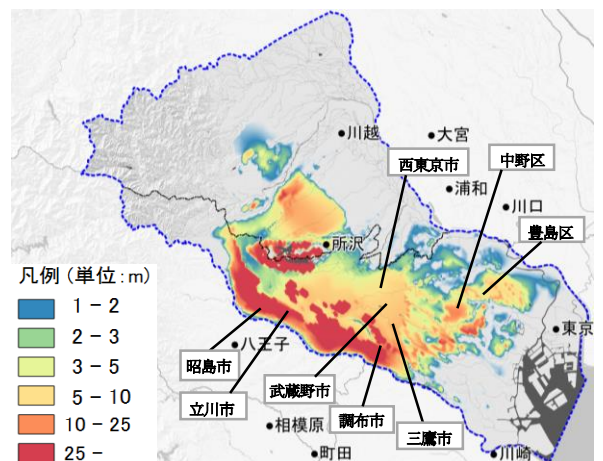 川越
大宮
西東京市
中野区
浦和
川口
豊島区
所沢
凡例(単位:m)
1 - 2
2 - 3
3 - 5
5 - 10
10 - 25
25 -
東京
八王子
昭島市
武蔵野市
立川市
調布市
三鷹市
相模原
町田
川崎